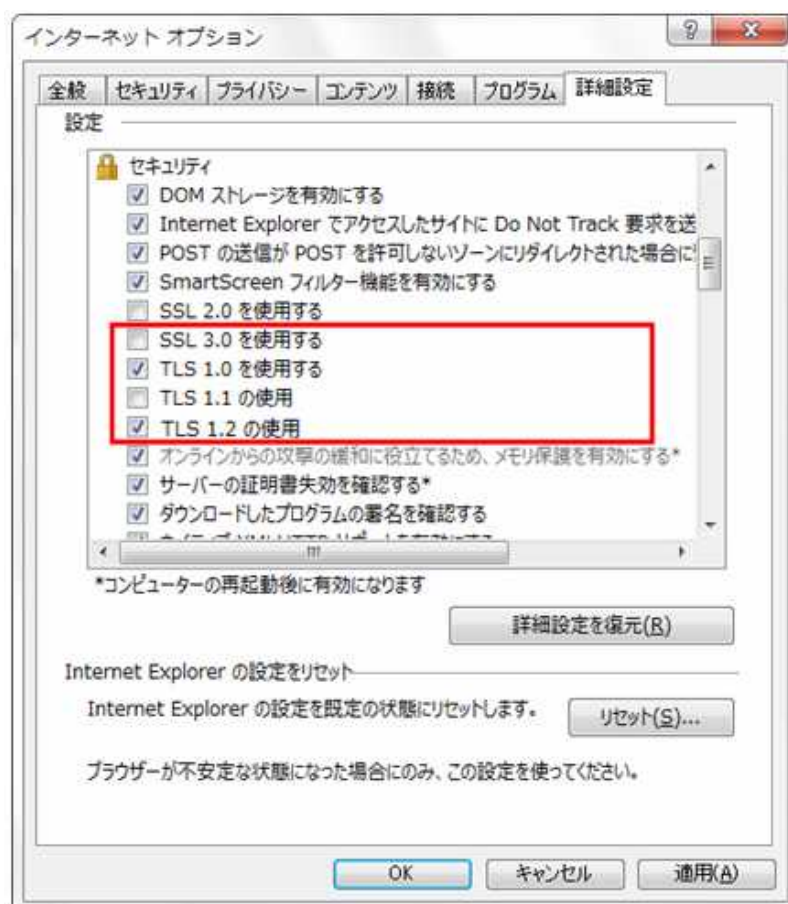 インターネット オプション
全般 セキュリティ プライバシー コンテンツ 接続 プログラム 詳細設定
設定
セキュリティ
DOM ストレージを有効にする
Internet Explorer でアクセスしたサイトに Do Not Track 要求を送
POST の送信が POST を許可しないゾーンにリダイレクトされた場合に
SmartScreen フィルター機能を有効にする
SSL 2.0 を使用する
SSL 3.0 を使用する
TLS 1.0 を使用する
TLS 1.1 の使用
TLS 1.2 の使用
オンラインからの攻撃の緩和に役立てるため、メモリ保護を有効にする*
サーバーの証明書失効を確認する*
ダウンロードしたプログラムの署名を確認する
*コンピューターの再起動後に有効になります
詳細設定を復元(R)
Internet Explorer の設定をリセット
Internet Explorer の設定を既定の状態にリセットします。
リセット(S)...
ブラウザーが不安定な状態になった場合にのみ、この設定を使ってください。
OK キャンセル 適用(A)